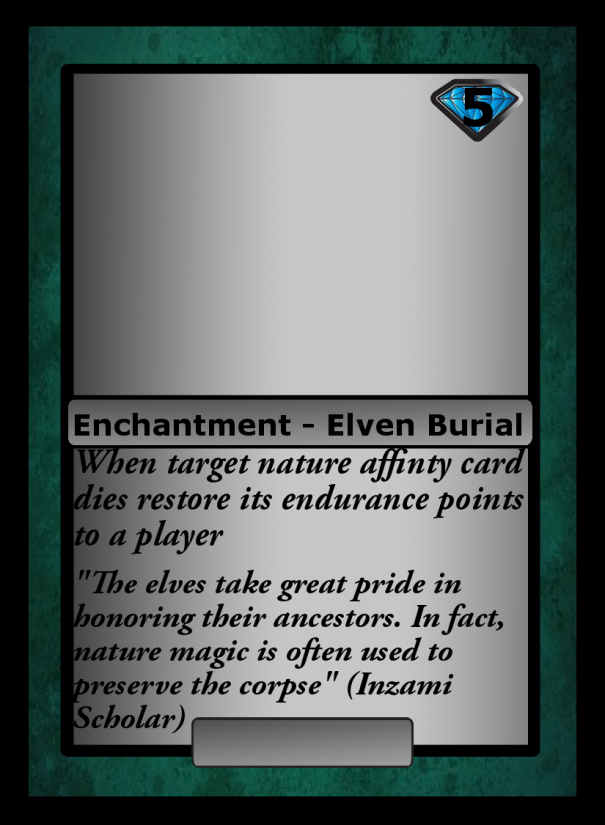 5
Enchantment - Elven Burial
When target nature affinty card
dies restore its endurance points
to a player
"The elves take great pride in
honoring their ancestors. In fact,
nature magic is often used to
preserve the corpse" (Inzami
Scholar)